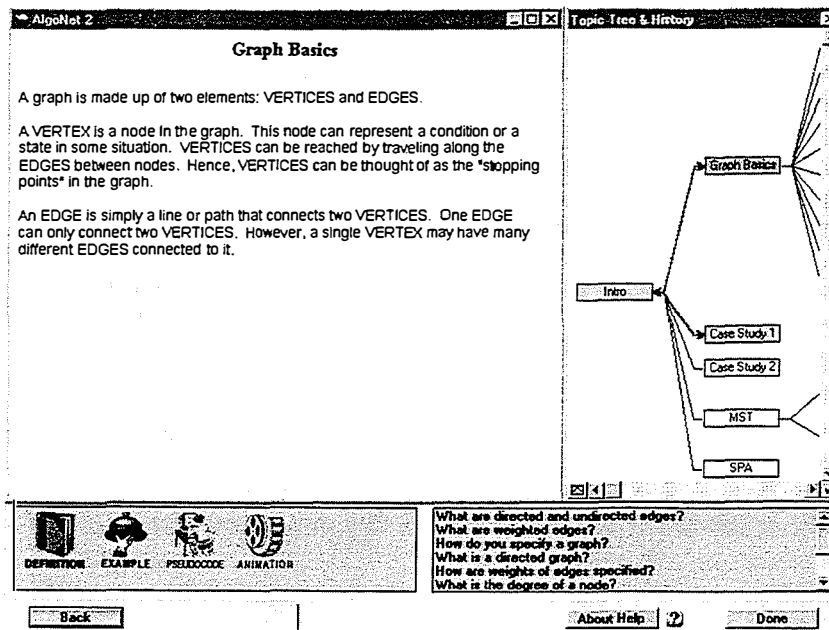 AlgoNet 2
Graph Basics
A graph is made up of two elements: VERTICES and EDGES.
A VERTEX is a node in the graph. This node can represent a condition or a
state in some situation. VERTICES can be reached by traveling along the
EDGES between nodes. Hence, VERTICES can be thought of as the "stopping
points" in the graph.
An EDGE is simply a line or path that connects two VERTICES. One EDGE
can only connect two VERTICES. However, a single VERTEX may have many
different EDGES connected to it.
Topic Tree & History
Graph Basics
Intro
Case Study 1
Case Study 2
MST
SPA
DEFINITION EXAMPLE PSEUDOCODE ANIMATION
What are directed and undirected edges?
What are weighted edges?
How do you specify a graph?
What is a directed graph?
How are weights of edges specified?
What is the degree of a node?
Back
About Help
Done